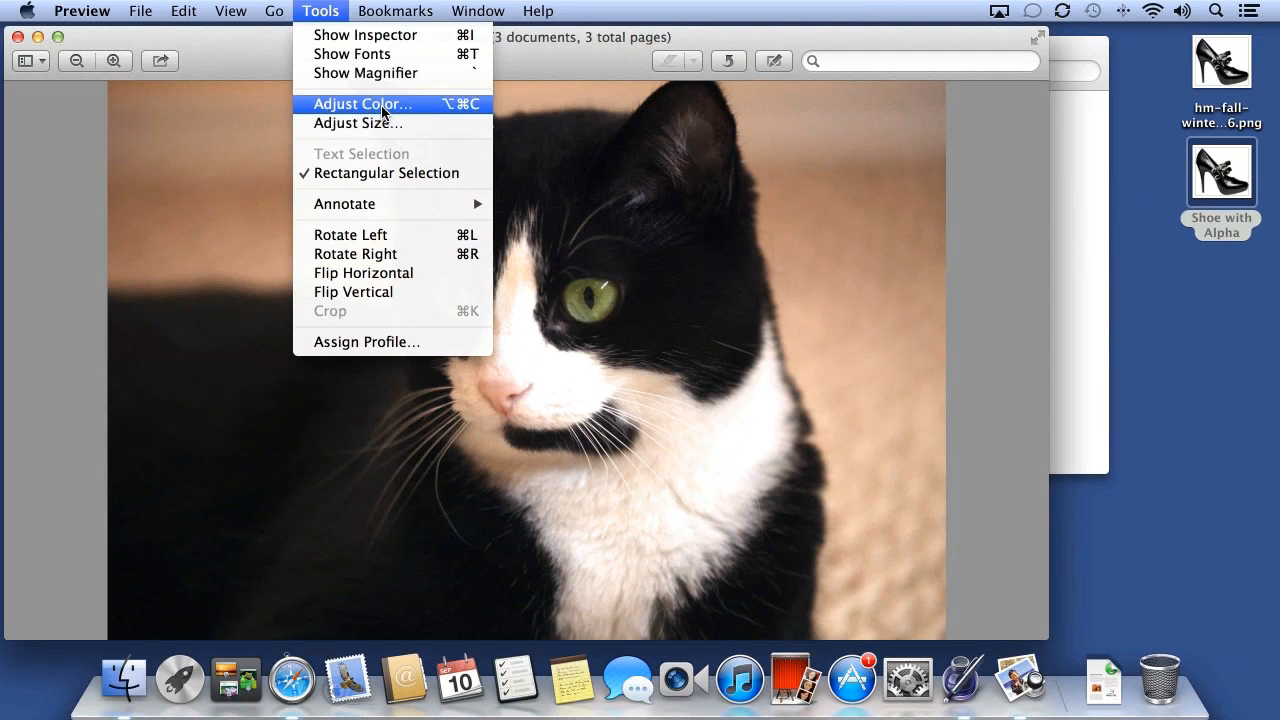 Preview File Edit View Go Tools Bookmarks Window Help
(3 documents, 3 total pages)
Show Inspector ⌘I
Show Fonts ⌘T
Show Magnifier `
Adjust Color... ⌥⌘C
Adjust Size...
Text Selection
✓ Rectangular Selection
Annotate
Rotate Left ⌘L
Rotate Right ⌘R
Flip Horizontal
Flip Vertical
Crop ⌘K
Assign Profile...
hm-fall-
winte...6.png
Shoe with
Alpha
SEP
10
1